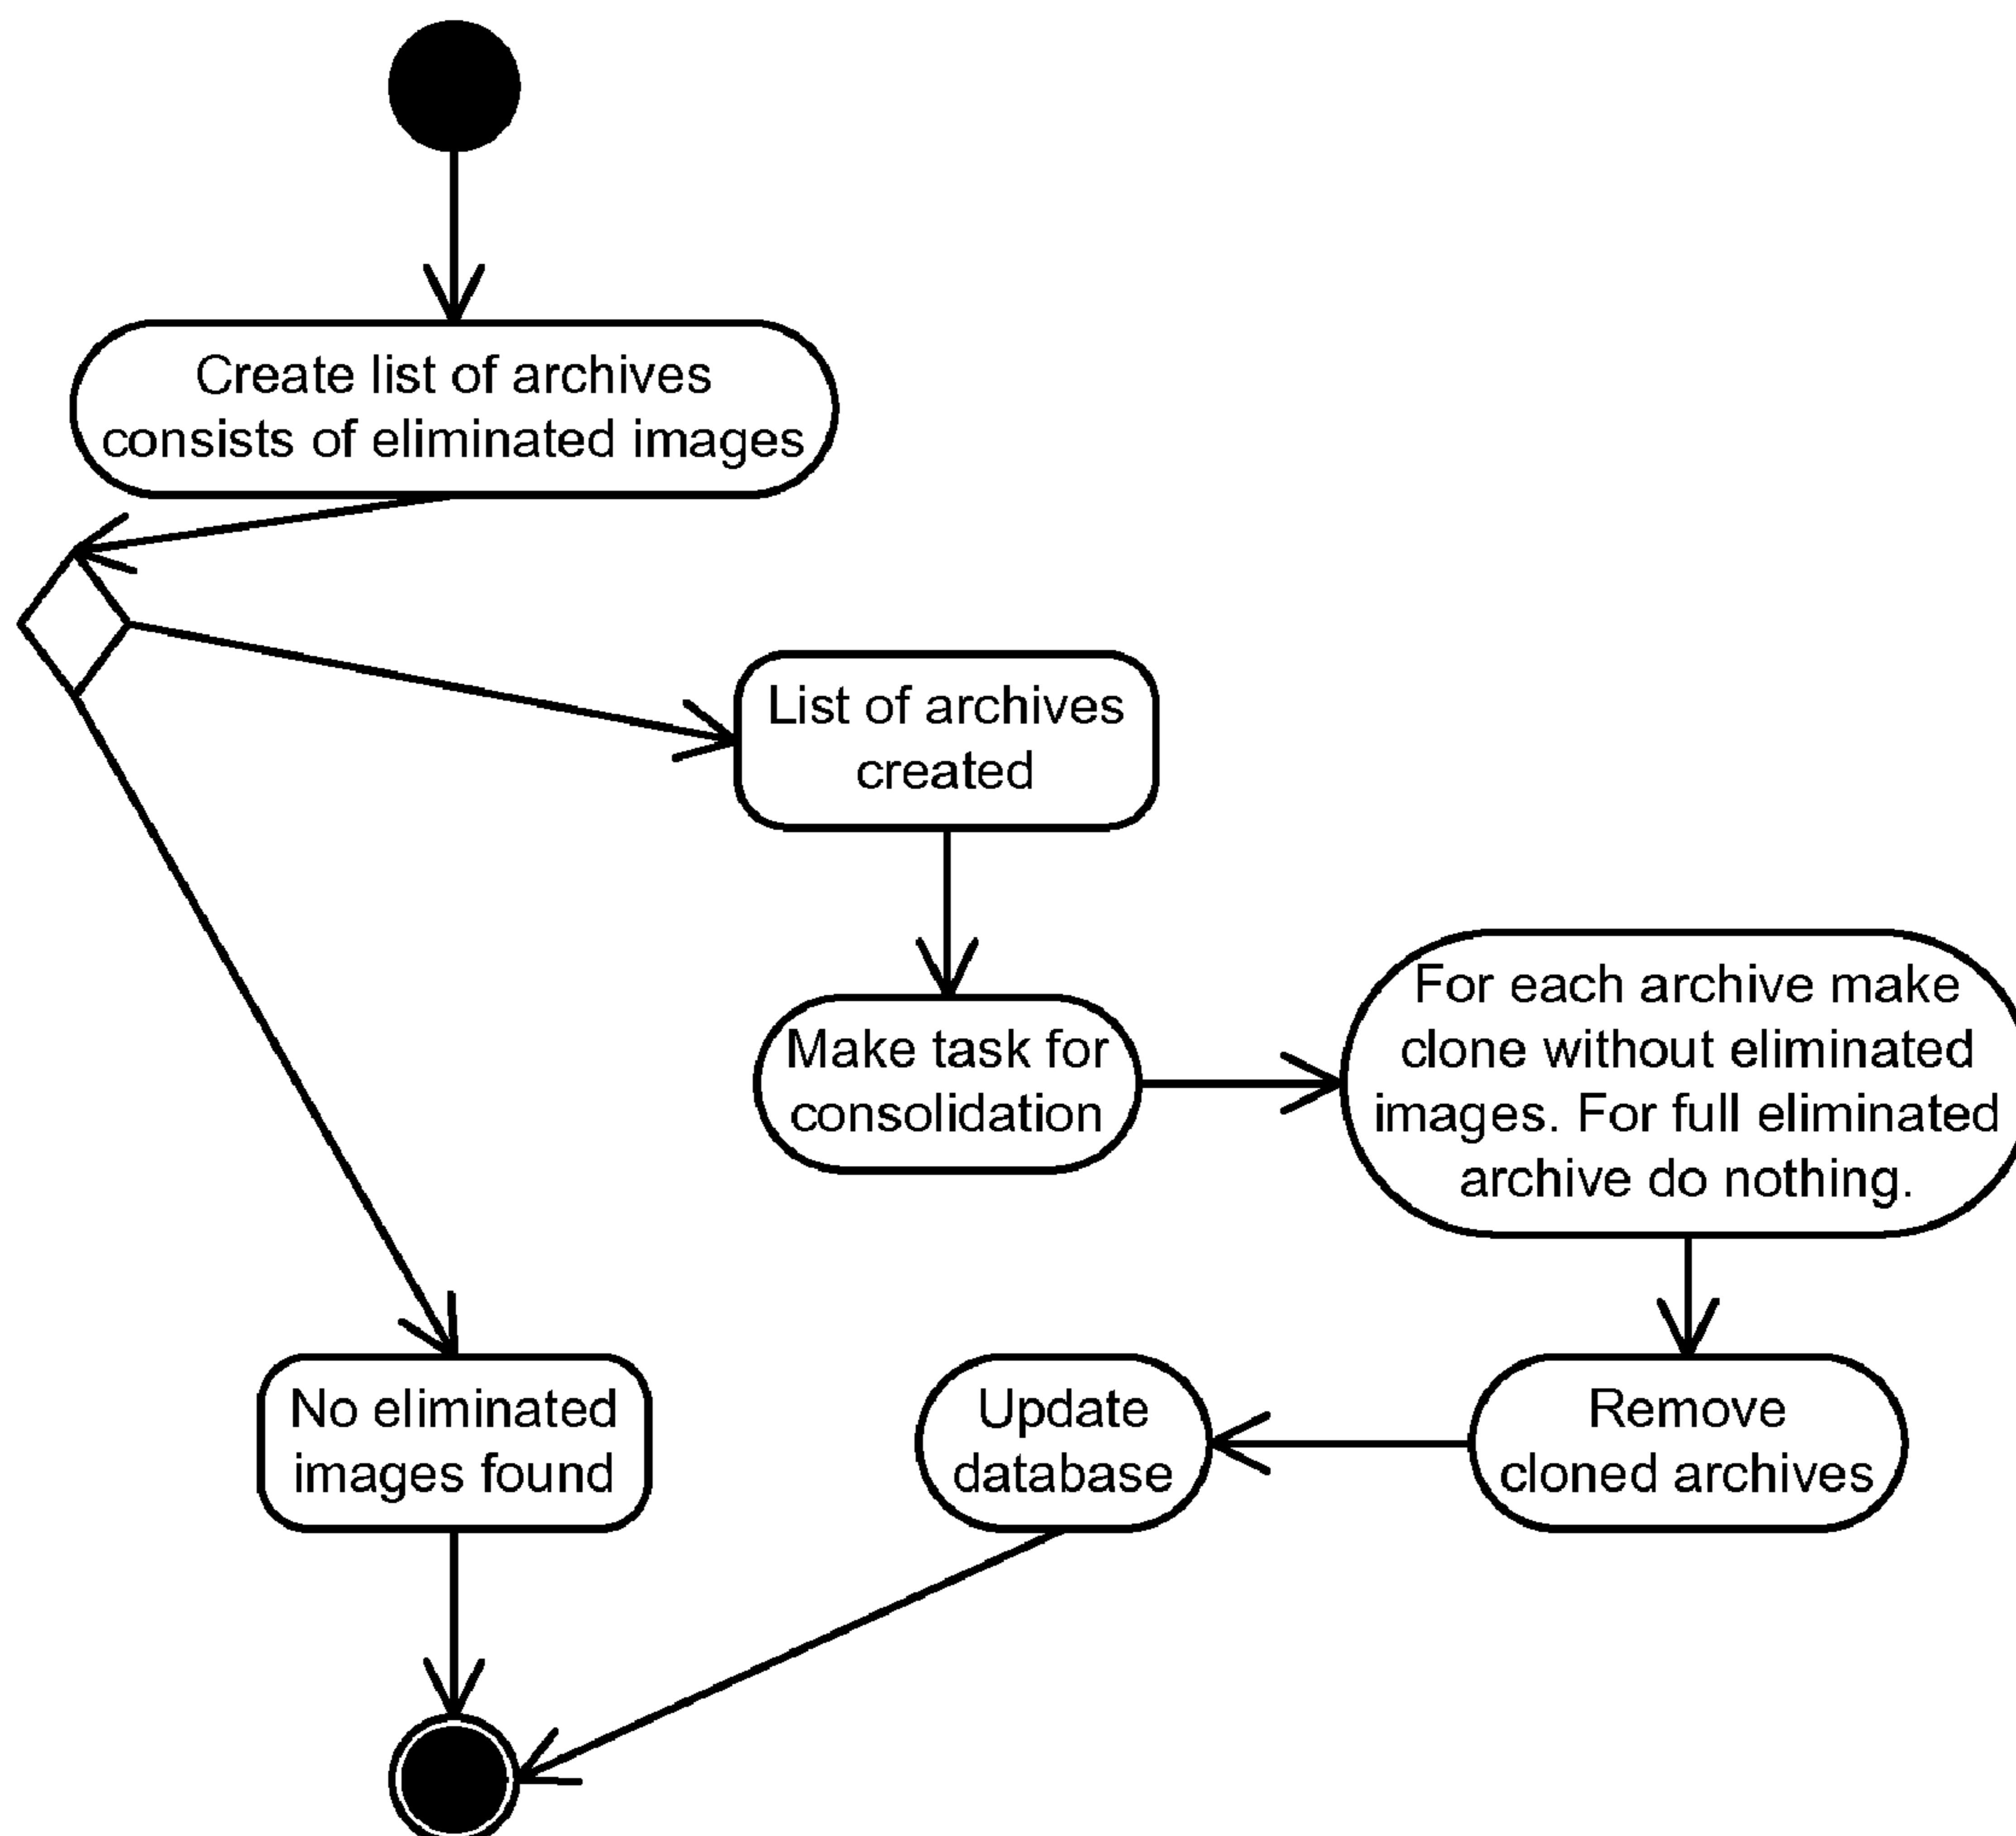 Create list of archives
consists of eliminated images
List of archives
created
Make task for
consolidation
For each archive make
clone without eliminated
images. For full eliminated
archive do nothing.
No eliminated
images found
Update
database
Remove
cloned archives